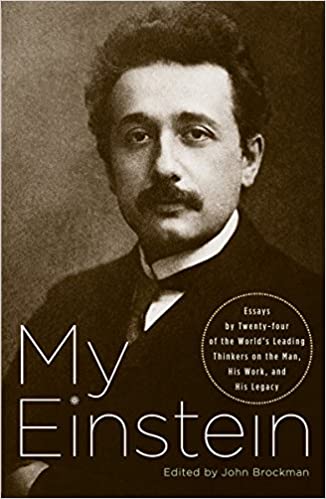 Essays
by Twenty-four
of the World's Leading
Thinkers on the Man,
His Work, and
His Legacy
My
Einstein
Edited by John Brockman